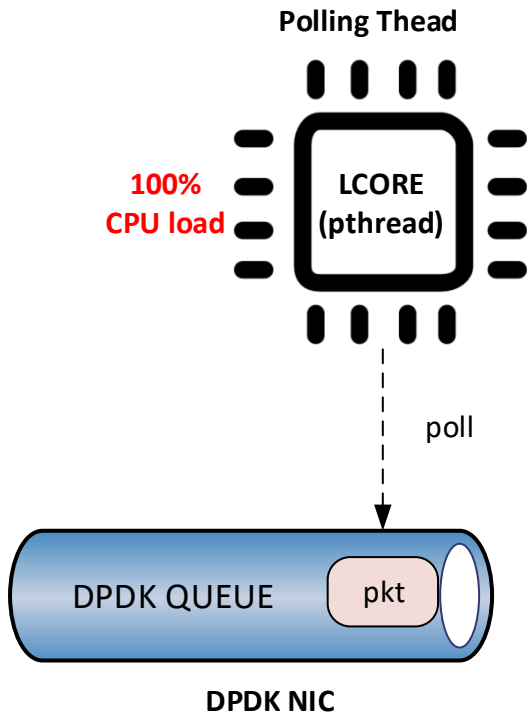 Polling Thead
100%
CPU load
LCORE
(pthread)
poll
DPDK QUEUE
pkt
DPDK NIC